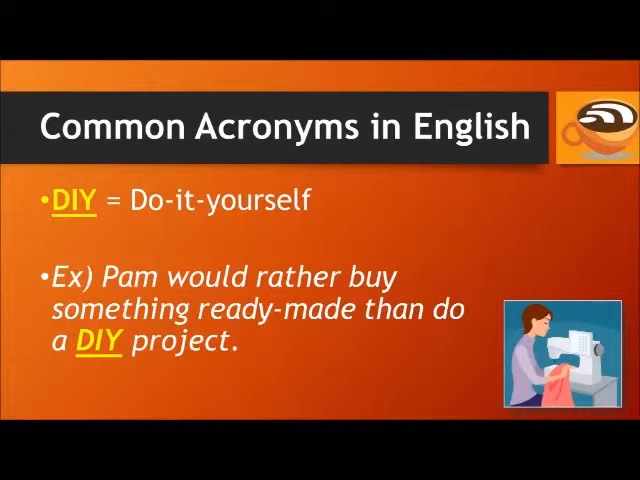 Common Acronyms in English
•DIY = Do-it-yourself
•Ex) Pam would rather buy
something ready-made than do
a DIY project.